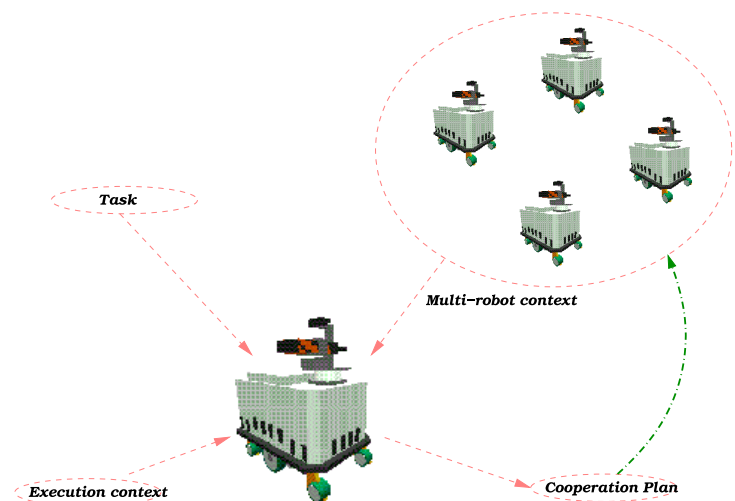 Task
Multi−robot context
Execution context
Cooperation Plan